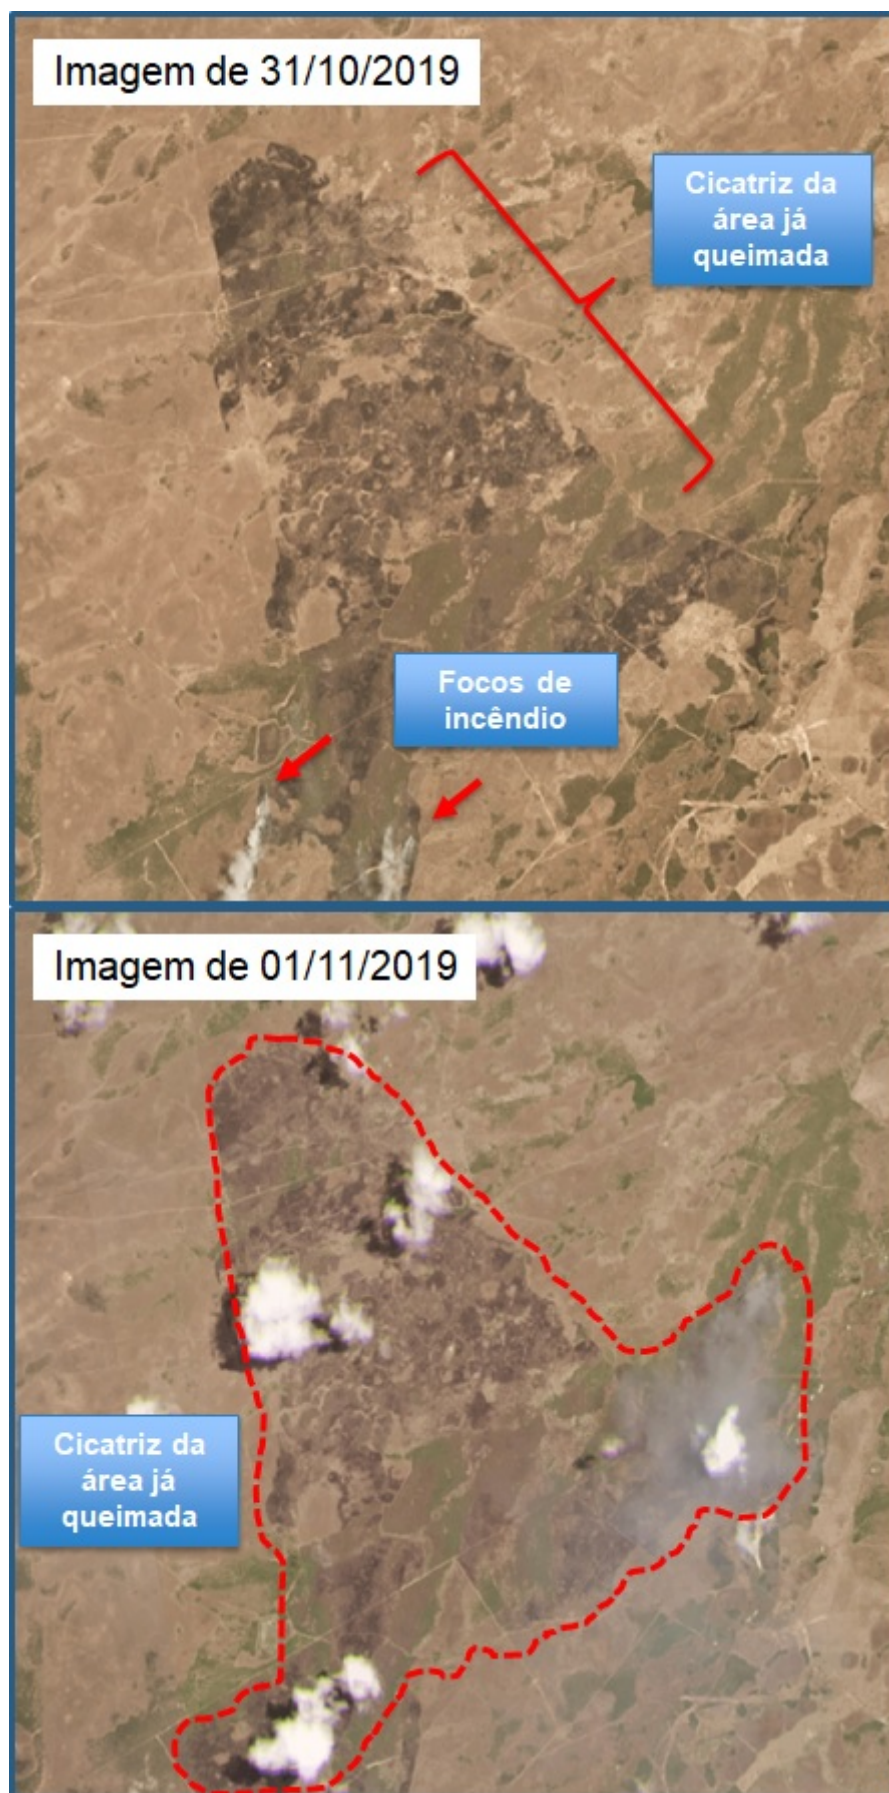 Imagem de 31/10/2019
Cicatriz da
área já
queimada
Focos de
incêndio
Imagem de 01/11/2019
Cicatriz da
área já
queimada